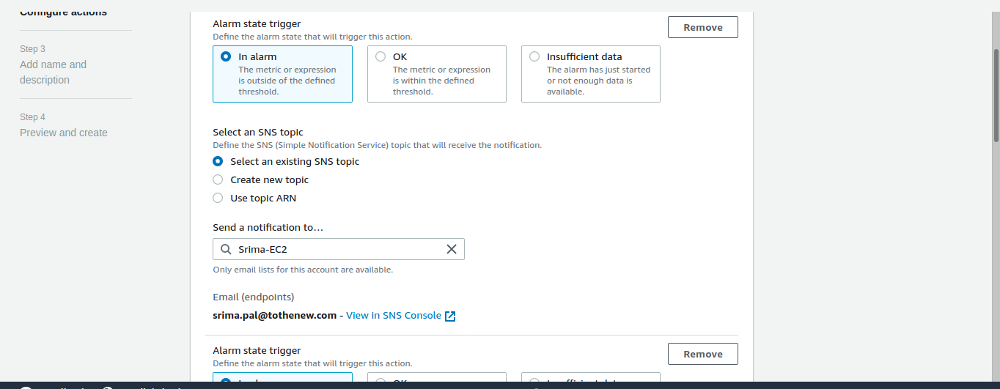 Configure actions
Step 3
Add name and
description
Step 4
Preview and create
Alarm state trigger
Define the alarm state that will trigger this action.
Remove
In alarm
The metric or expression
is outside of the defined
threshold.
OK
The metric or expression
is within the defined
threshold.
Insufficient data
The alarm has just started
or not enough data is
available.
Select an SNS topic
Define the SNS (Simple Notification Service) topic that will receive the notification.
Select an existing SNS topic
Create new topic
Use topic ARN
Send a notification to…
Srima-EC2
Only email lists for this account are available.
Email (endpoints)
srima.pal@tothenew.com - View in SNS Console
Alarm state trigger
Define the alarm state that will trigger this action.
Remove
In alarm
OK
Insufficient data